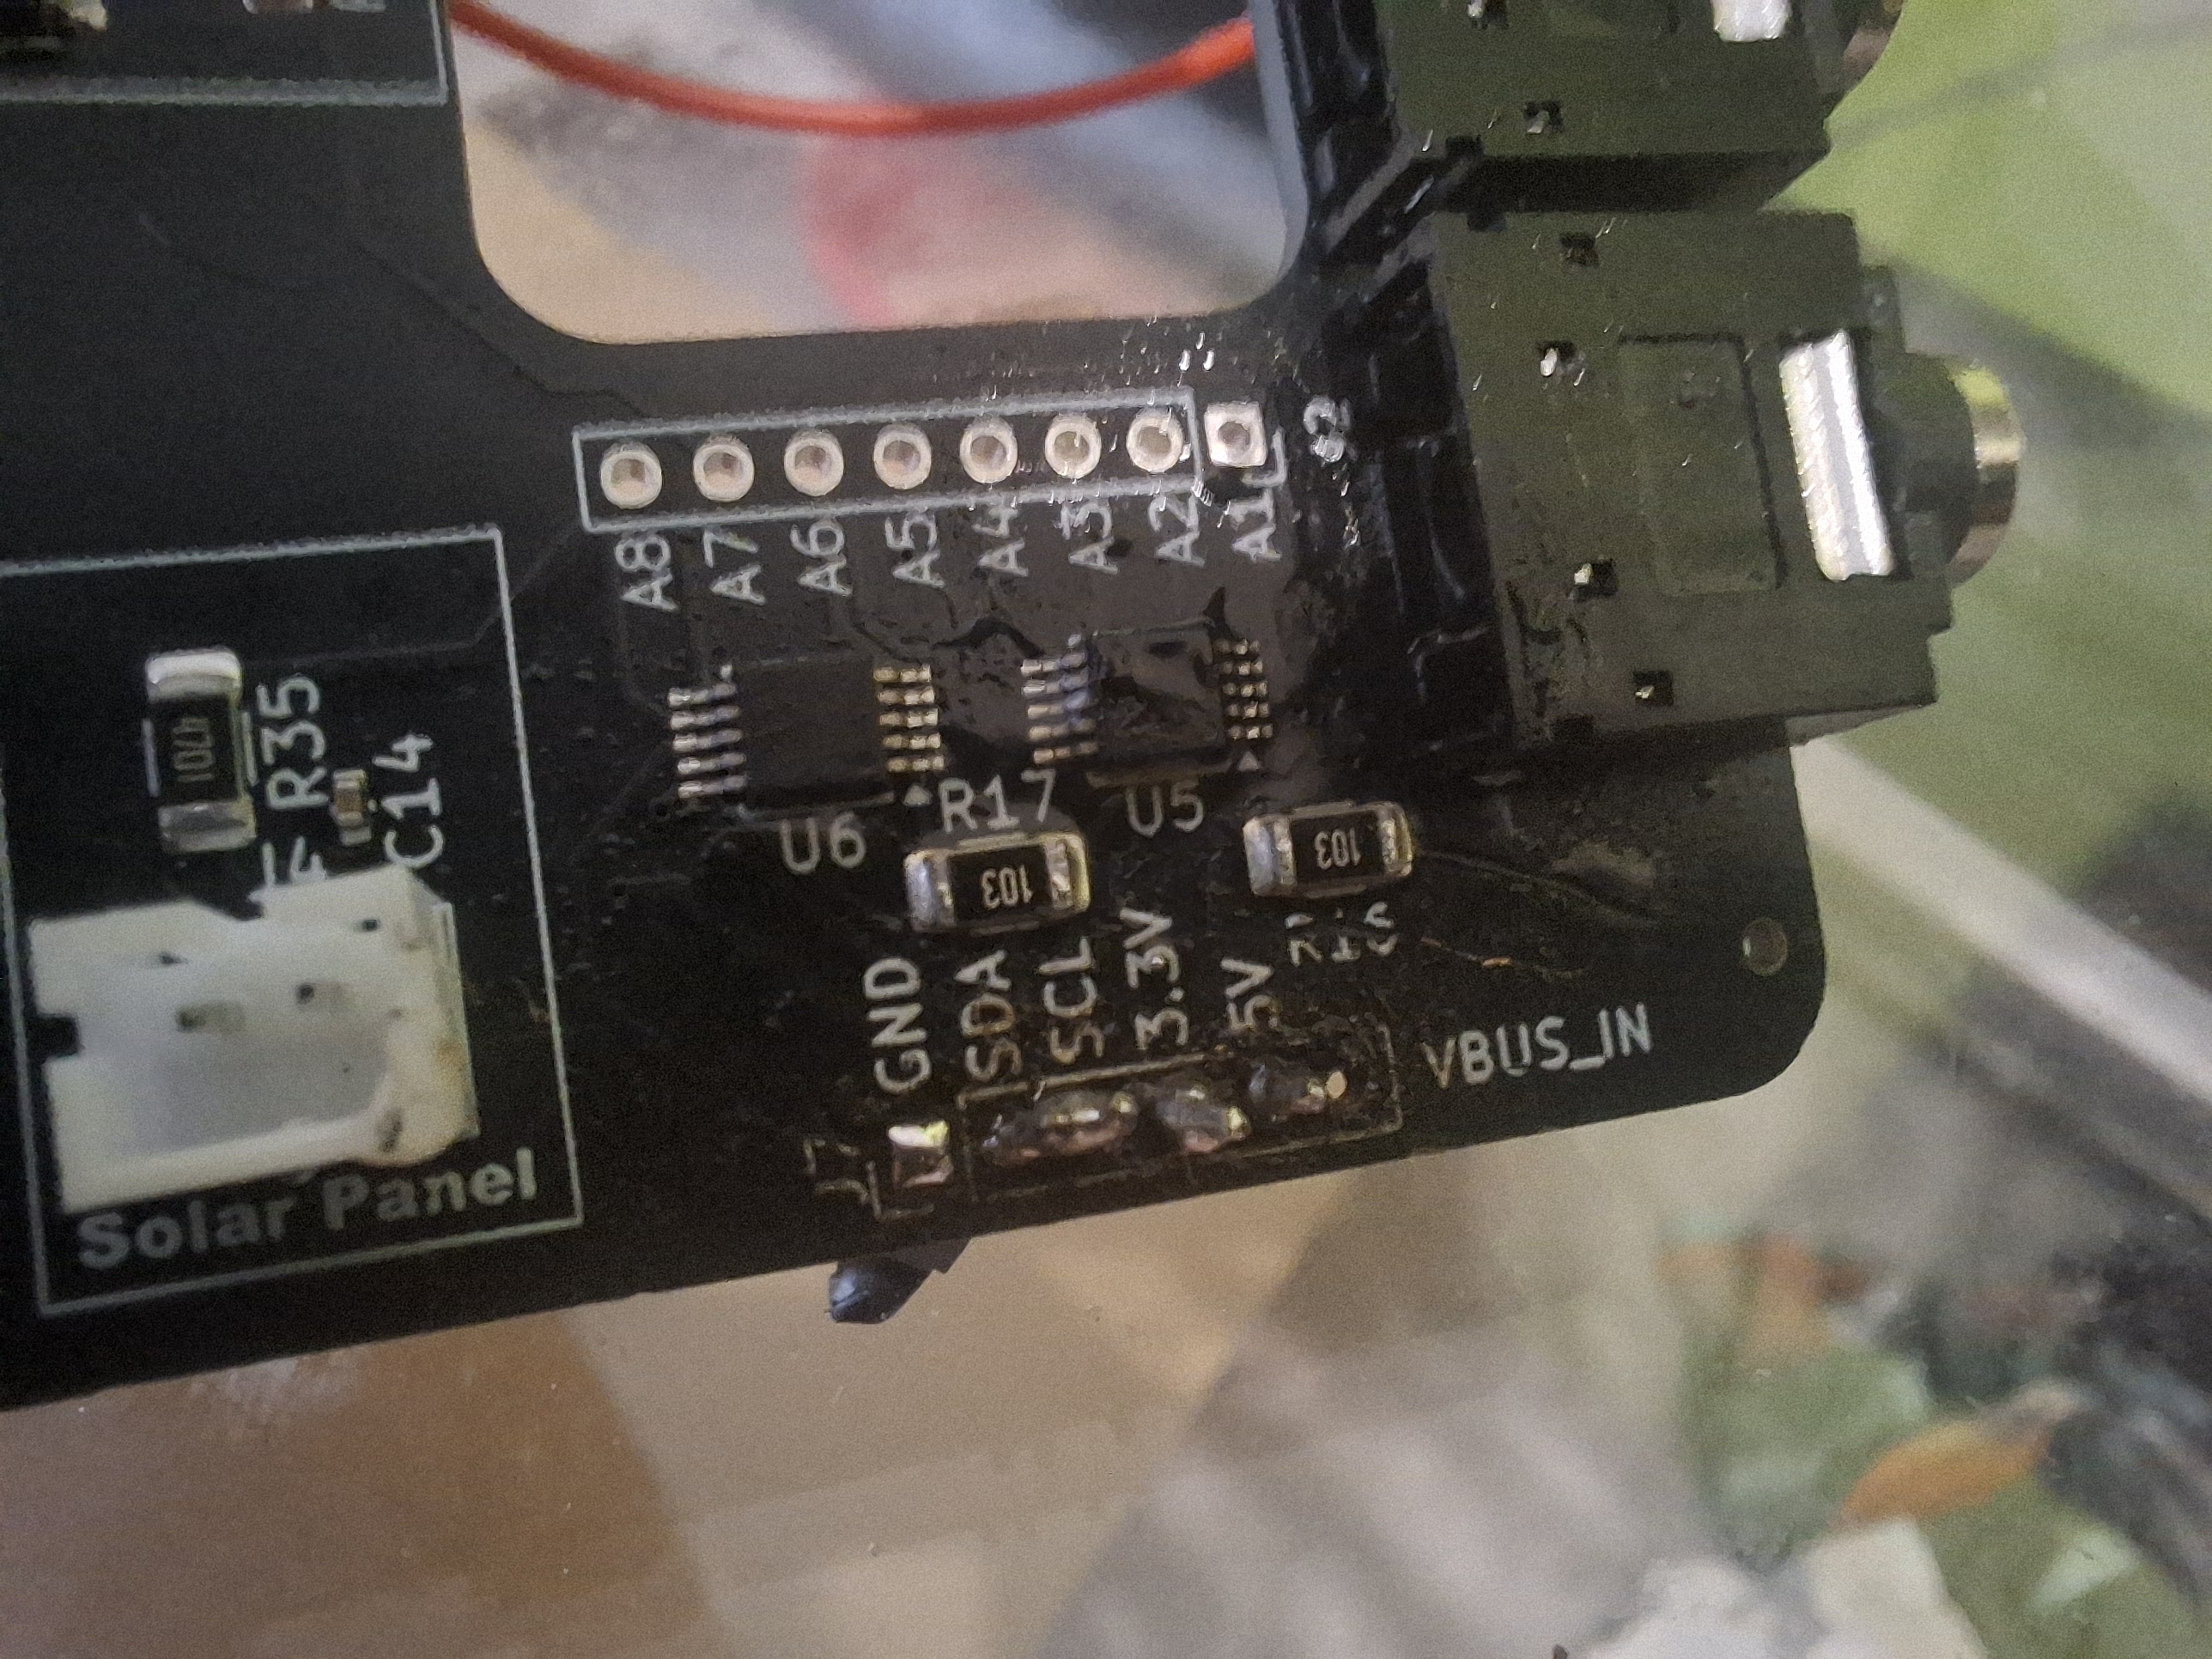 A8
A7
A6
A5
A4
A3
A2
A1
4701
R35
C14
U6
R17
U5
103
103
GND
SDA
SCL
3.3V
5V
VBUS_IN
Solar Panel